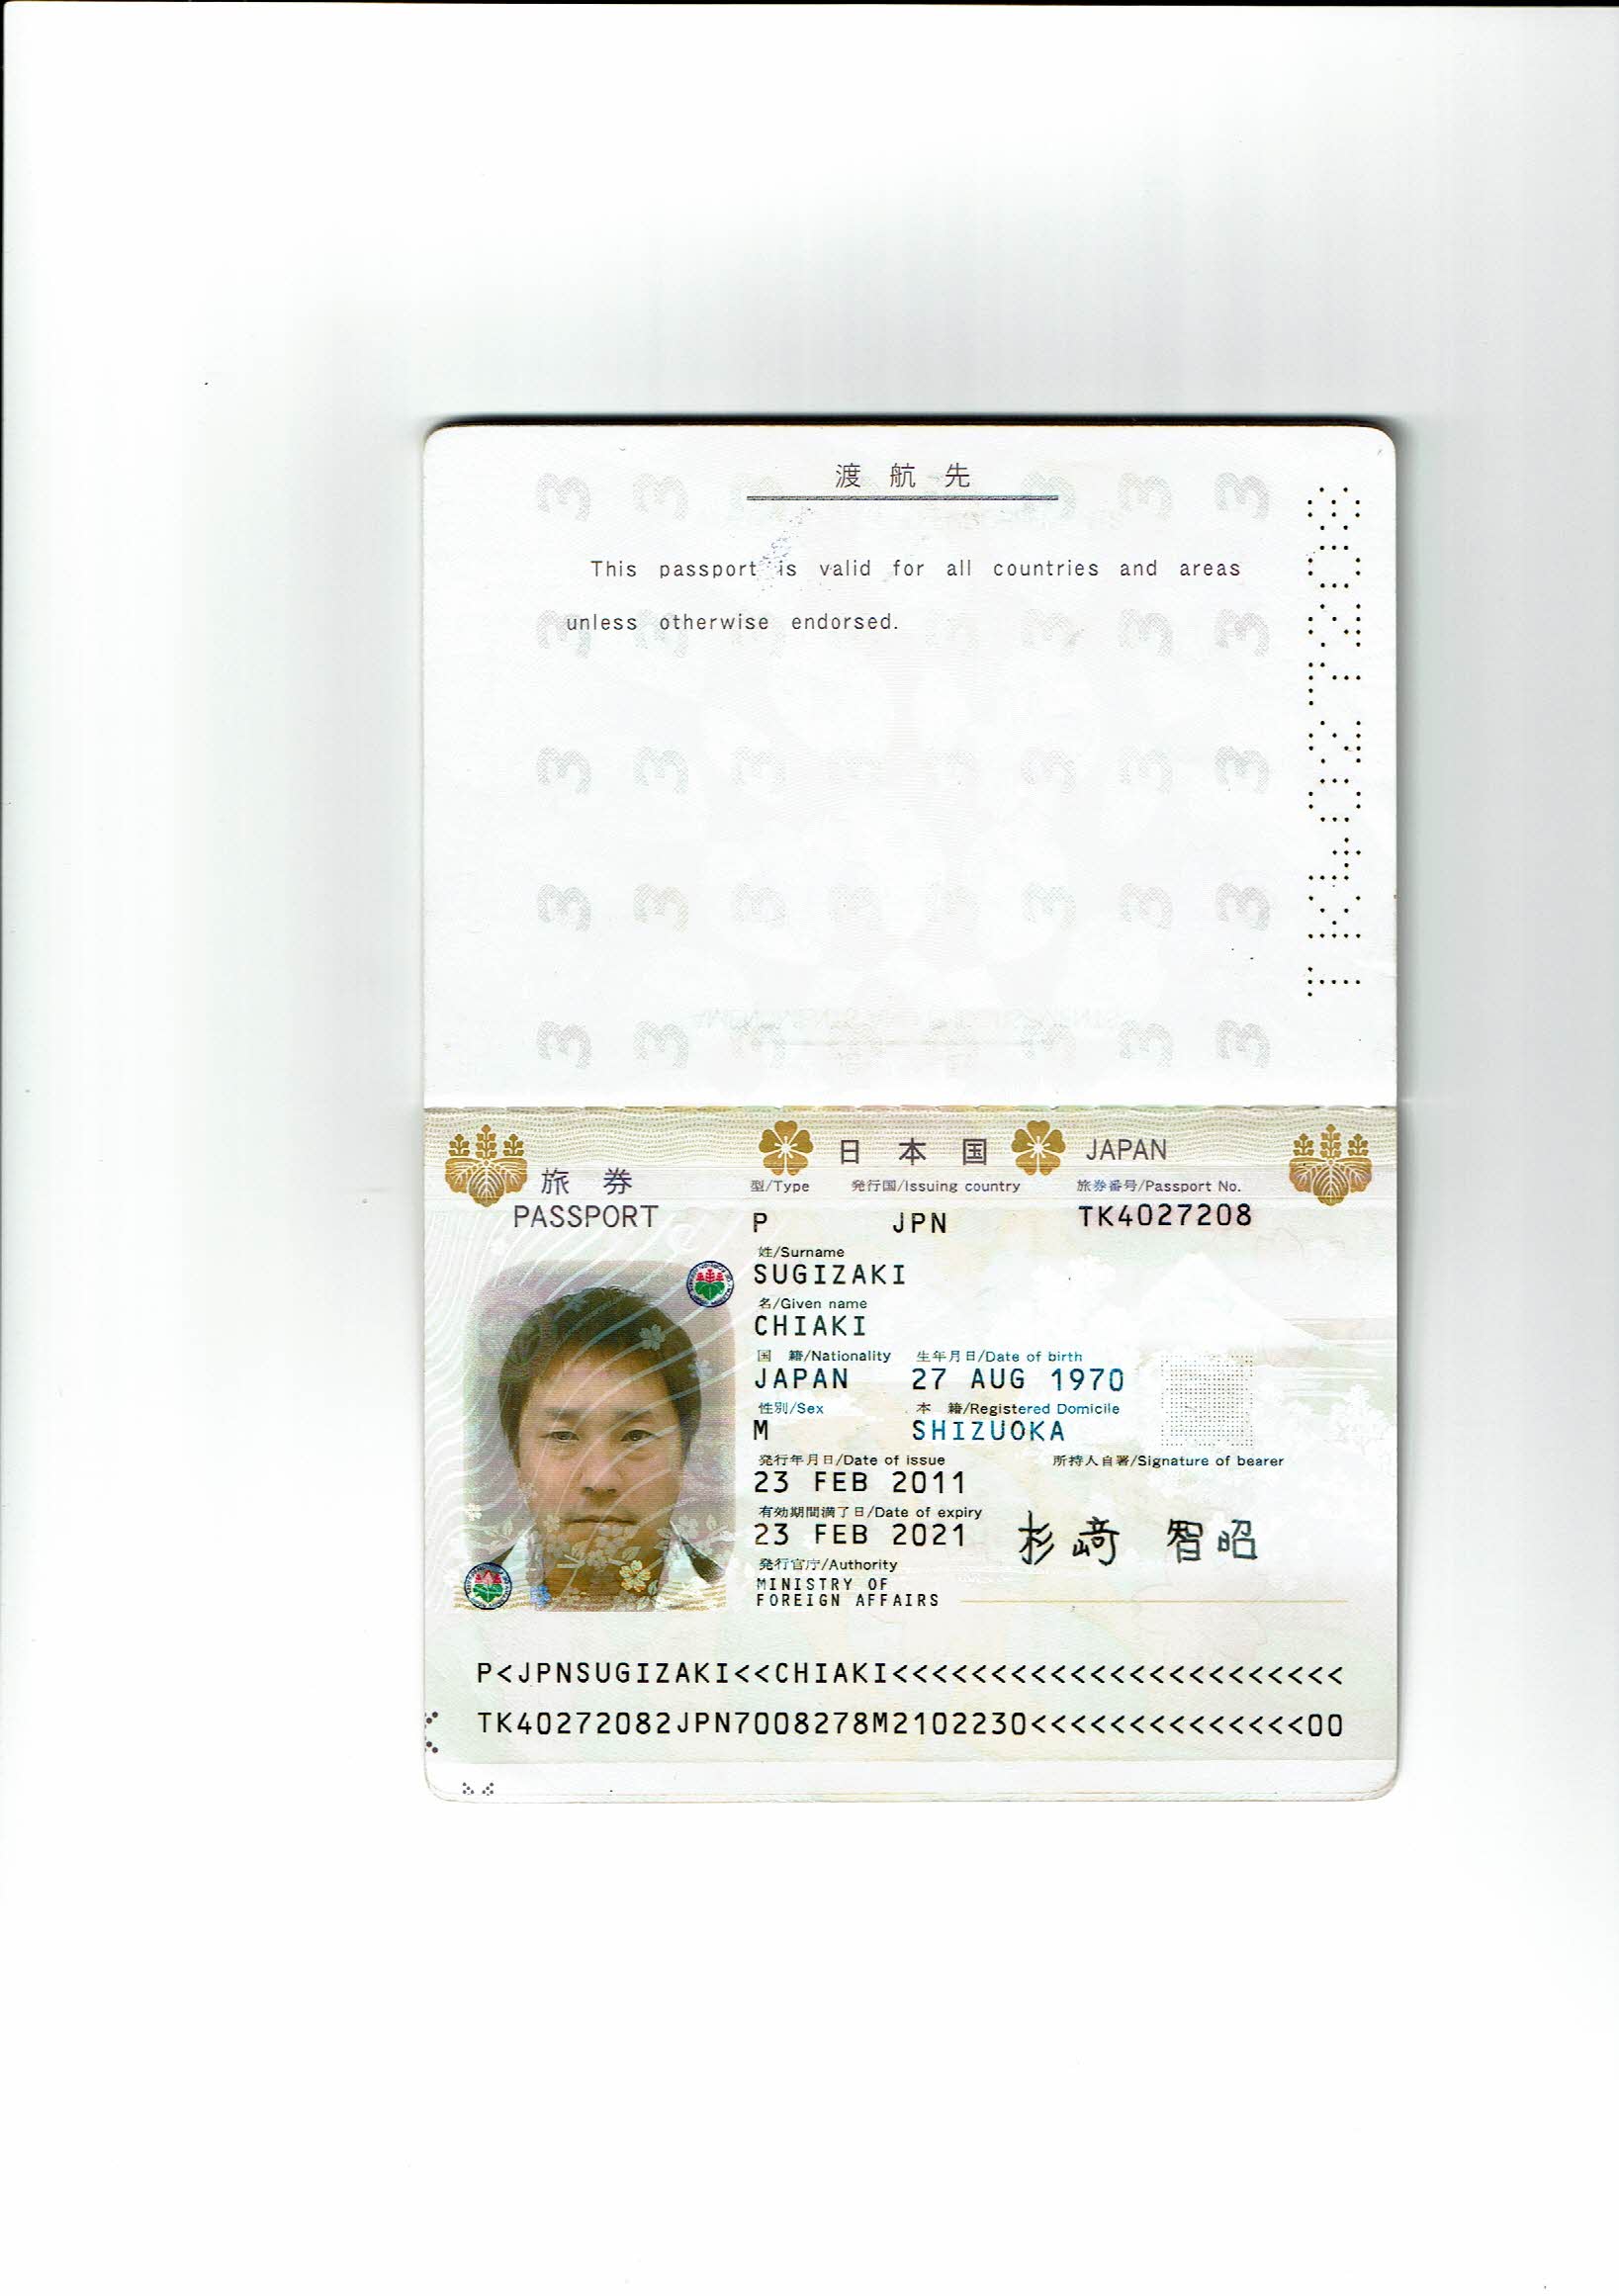 渡航先
This passport is valid for all countries and areas
unless otherwise endorsed.
TK4027208
日本国 JAPAN
旅券
PASSPORT
型/Type 発行国/Issuing country 旅券番号/Passport No.
P JPN TK4027208
姓/Surname
SUGIZAKI
名/Given name
CHIAKI
国 籍/Nationality 生年月日/Date of birth
JAPAN 27 AUG 1970
性別/Sex 本 籍/Registered Domicile
M SHIZUOKA
発行年月日/Date of issue 所持人自署/Signature of bearer
23 FEB 2011
有効期間満了日/Date of expiry
23 FEB 2021 杉﨑 智昭
発行官庁/Authority
MINISTRY OF
FOREIGN AFFAIRS
P<JPNSUGIZAKI<<CHIAKI<<<<<<<<<<<<<<<<<<<<<<<
TK40272082JPN7008278M2102230<<<<<<<<<<<<<<00